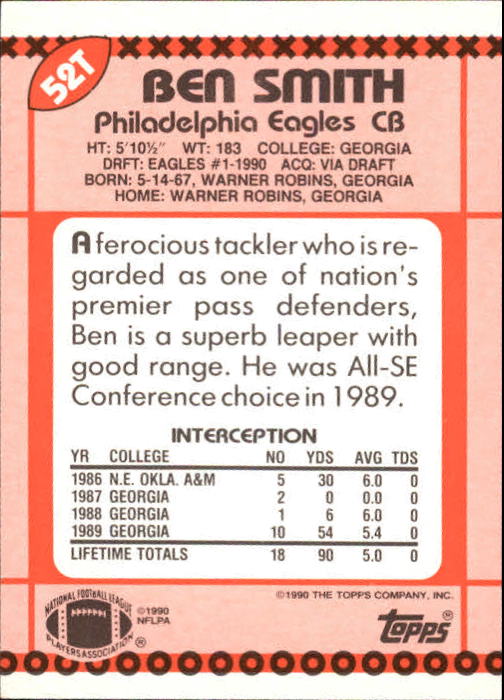 52T
BEN SMITH
Philadelphia Eagles CB
HT: 5'10½" WT: 183 COLLEGE: GEORGIA
DRFT: EAGLES #1-1990 ACQ: VIA DRAFT
BORN: 5-14-67, WARNER ROBINS, GEORGIA
HOME: WARNER ROBINS, GEORGIA
A ferocious tackler who is re-
garded as one of nation's
premier pass defenders,
Ben is a superb leaper with
good range. He was All-SE
Conference choice in 1989.
INTERCEPTION
YR COLLEGE NO YDS AVG TDS
1986 N.E. OKLA. A&M 5 30 6.0 0
1987 GEORGIA 2 0 0.0 0
1988 GEORGIA 1 6 6.0 0
1989 GEORGIA 10 54 5.4 0
LIFETIME TOTALS 18 90 5.0 0
©1990 THE TOPPS COMPANY, INC.
NATIONAL FOOTBALL LEAGUE
PLAYERS ASSOCIATION ®
©1990
NFLPA
topps®